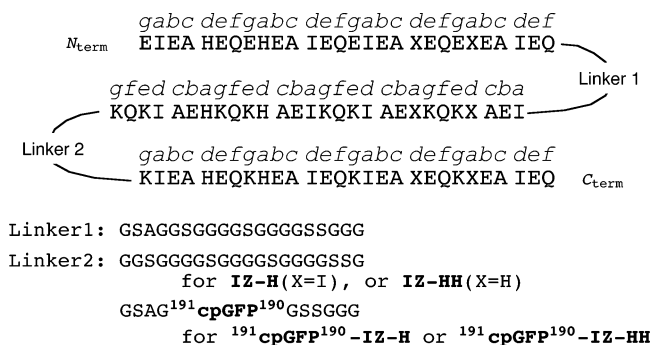 gabc defgabc defgabc defgabc def
Nterm EIEA HEQEHEA IEQEIEA XEQEXEA IEQ
Linker 1
gfed cbagfed cbagfed cbagfed cba
KQKI AEHKQKH AEIKQKI AEXKQKX AEI
Linker 2
gabc defgabc defgabc defgabc def
KIEA HEQKHEA IEQKIEA XEQKXEA IEQ Cterm
Linker1: GSAGGSGGGSGGGGSSGGG
Linker2: GGSGGGGSGGGSGGGGSSG
for IZ-H(X=I), or IZ-HH(X=H)
GSAG191cpGFP190GSSGGG
for 191cpGFP190-IZ-H or 191cpGFP190-IZ-HH